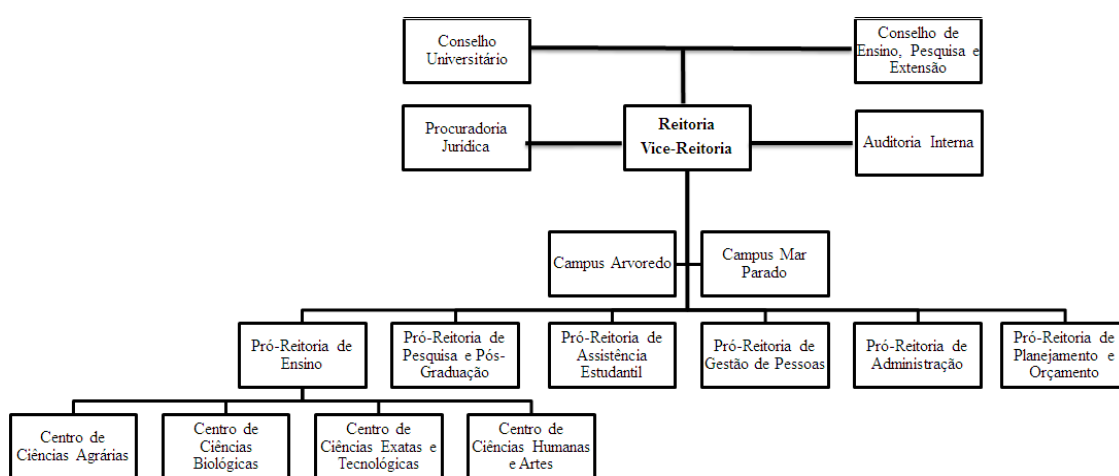 Conselho
Universitário
Conselho de
Ensino, Pesquisa e
Extensão
Procuradoria
Jurídica
Reitoria
Vice-Reitoria
Auditoria Interna
Campus Arvoredo
Campus Mar
Parado
Pró-Reitoria de
Ensino
Pró-Reitoria de
Pesquisa e Pós-
Graduação
Pró-Reitoria de
Assistência
Estudantil
Pró-Reitoria de
Gestão de Pessoas
Pró-Reitoria de
Administração
Pró-Reitoria de
Planejamento e
Orçamento
Centro de
Ciências Agrárias
Centro de
Ciências
Biológicas
Centro de
Ciências Exatas e
Tecnológicas
Centro de
Ciências Humanas
e Artes